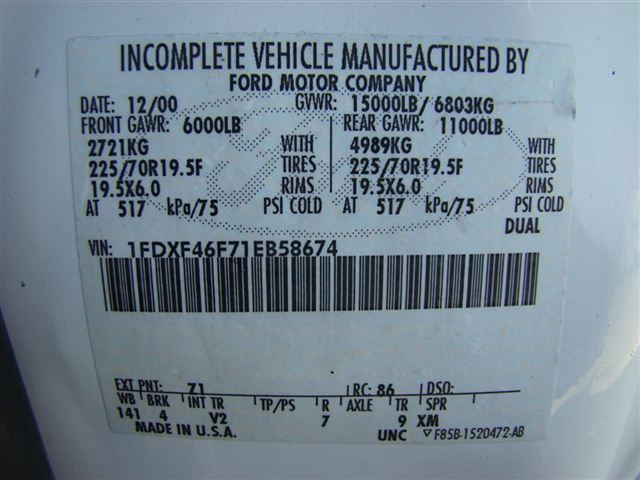 INCOMPLETE VEHICLE MANUFACTURED BY
FORD MOTOR COMPANY
DATE: 12/00 GVWR: 15000LB/ 6803KG
FRONT GAWR: 6000LB REAR GAWR: 11000LB
2721KG WITH 4989KG WITH
225/70R19.5F TIRES 225/70R19.5F TIRES
19.5X6.0 RIMS 19.5X6.0 RIMS
AT 517 kPa/75 PSI COLD AT 517 kPa/75 PSI COLD
DUAL
VIN: 1FDXF46F71EB58674
EXT PNT: Z1 RC: 86 DSO:
WB BRK INT TR TP/PS R AXLE TR SPR
141 4 V2 7 9 XM
MADE IN U.S.A. UNC F85B-1520472-AB